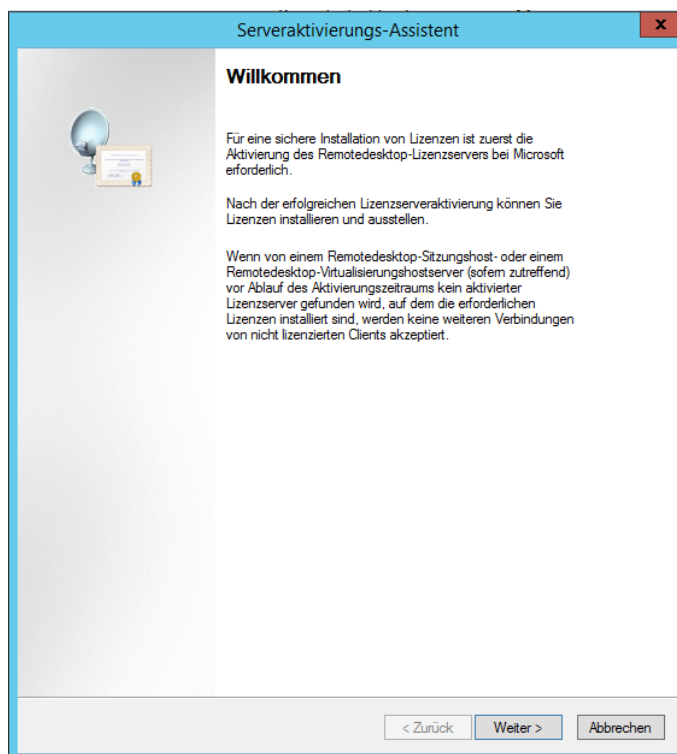 Serveraktivierungs-Assistent
x
Willkommen
Für eine sichere Installation von Lizenzen ist zuerst die
Aktivierung des Remotedesktop-Lizenzservers bei Microsoft
erforderlich.
Nach der erfolgreichen Lizenzserveraktivierung können Sie
Lizenzen installieren und ausstellen.
Wenn von einem Remotedesktop-Sitzungshost- oder einem
Remotedesktop-Virtualisierungshostserver (sofern zutreffend)
vor Ablauf des Aktivierungszeitraums kein aktivierter
Lizenzserver gefunden wird, auf dem die erforderlichen
Lizenzen installiert sind, werden keine weiteren Verbindungen
von nicht lizenzierten Clients akzeptiert.
< Zurück Weiter > Abbrechen